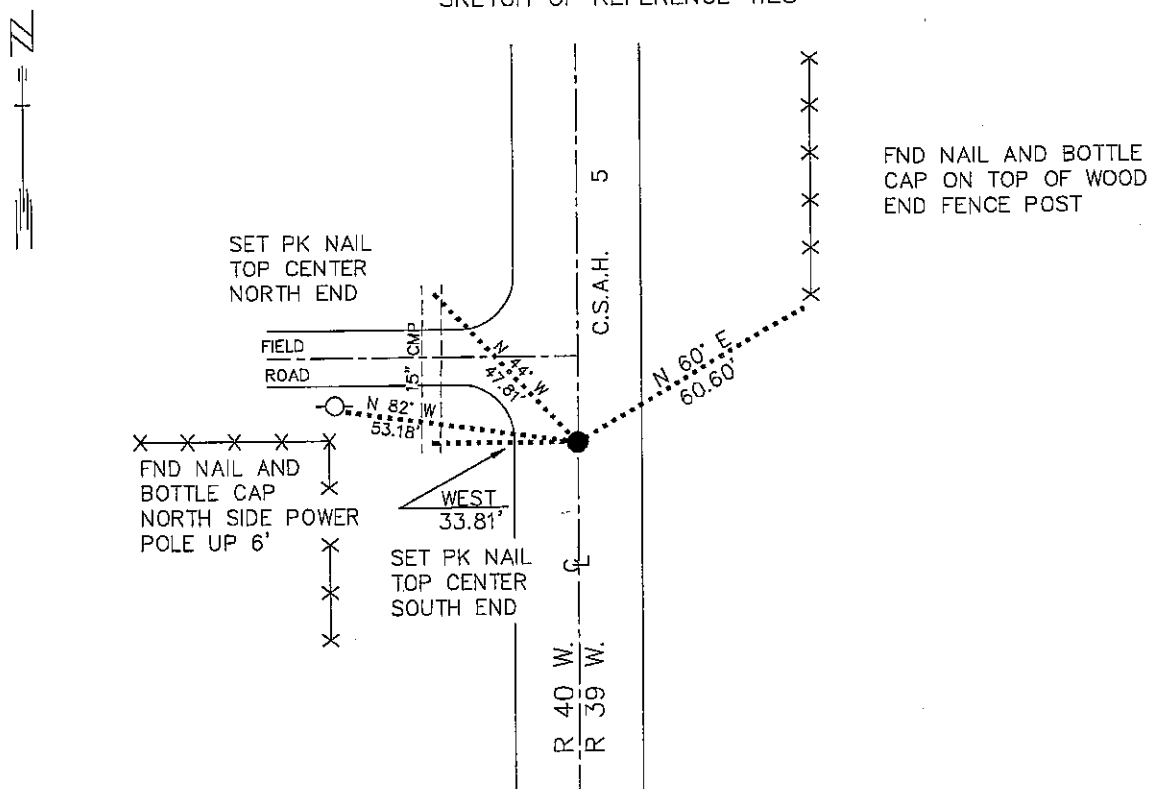 SKETCH OF REFERENCE TIES
N
FND NAIL AND BOTTLE
CAP ON TOP OF WOOD
END FENCE POST
SET PK NAIL
TOP CENTER
NORTH END
C.S.A.H. 5
FIELD
ROAD
15" CMP
N 44° W
47.81'
N 60° E
60.60'
N 82° W
53.18'
FND NAIL AND
BOTTLE CAP
NORTH SIDE POWER
POLE UP 6'
WEST
33.81'
SET PK NAIL
TOP CENTER
SOUTH END
CL
R 40 W.
R 39 W.